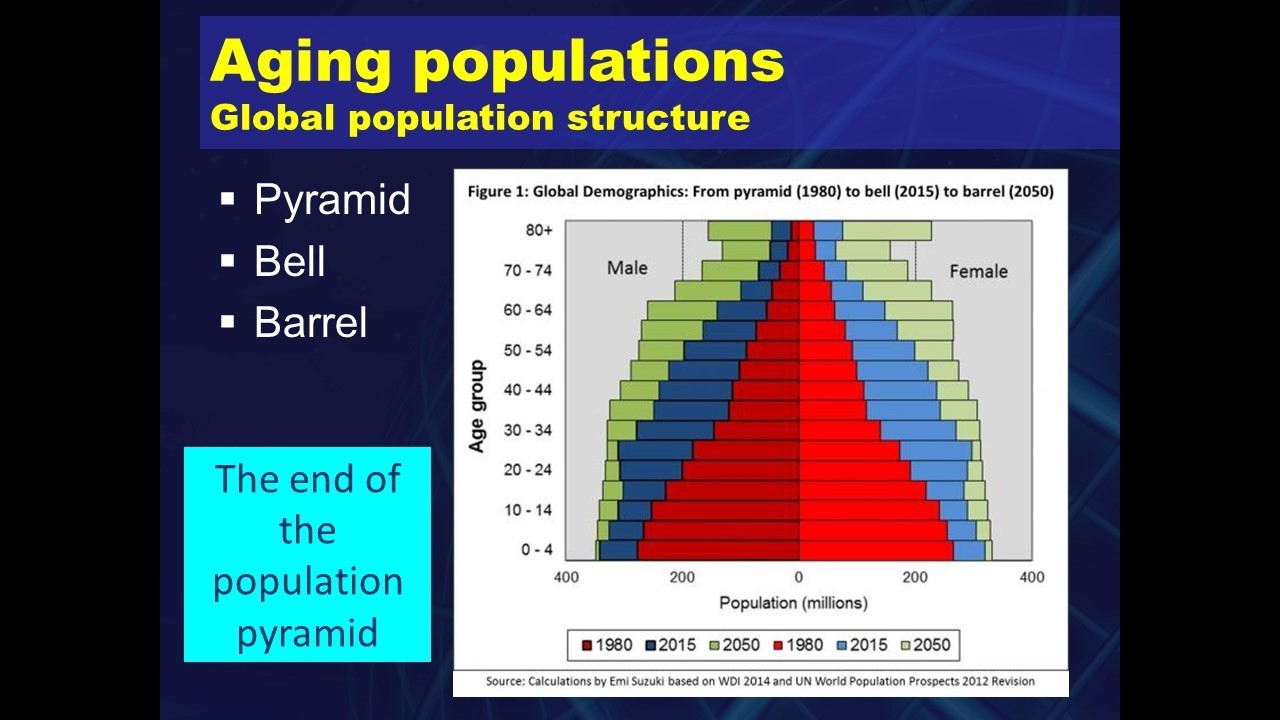 Aging populations
Global population structure
▪ Pyramid
▪ Bell
▪ Barrel
The end of
the
population
pyramid
Figure 1: Global Demographics: From pyramid (1980) to bell (2015) to barrel (2050)
80+
70 - 74
60 - 64
50 - 54
40 - 44
30 - 34
20 - 24
10 - 14
0 - 4
Age group
Male
Female
400 200 0 200 400
Population (millions)
1980 2015 2050 1980 2015 2050
Source: Calculations by Emi Suzuki based on WDI 2014 and UN World Population Prospects 2012 Revision